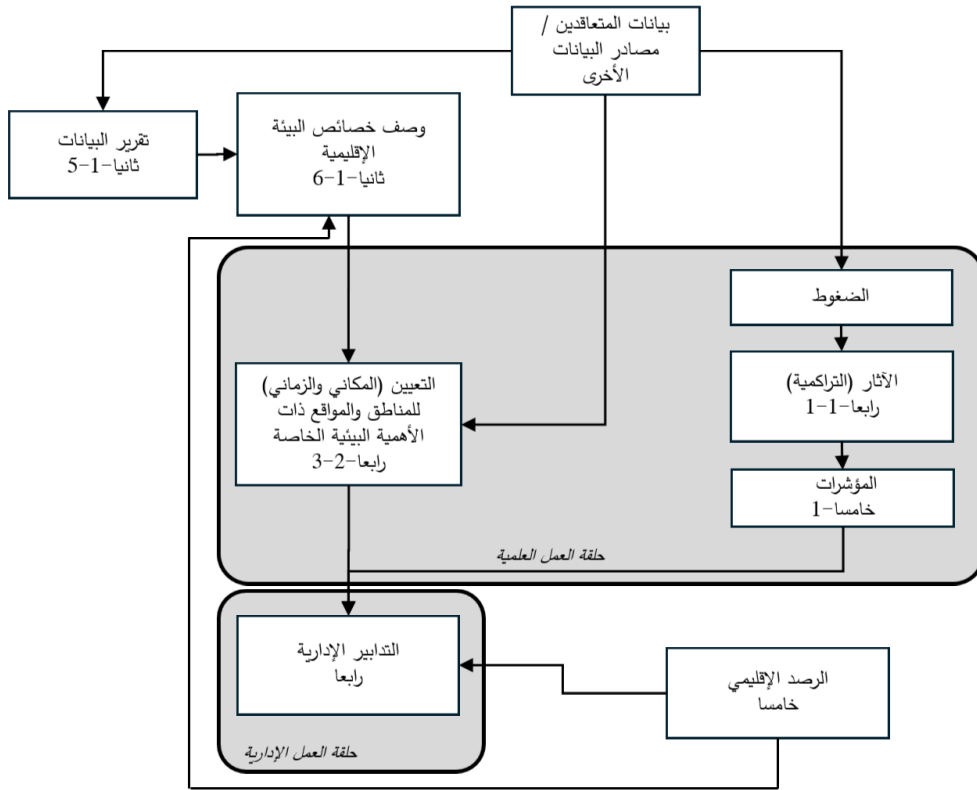 بيانات المتعاقدين /
مصادر البيانات
الأخرى
تقرير البيانات
ثانيا-1-5
وصف خصائص البيئة
الإقليمية
ثانيا-1-6
الضغوط
الآثار (التراكمية)
رابعا-1-1
المؤشرات
خامسا-1
التعيين (المكاني والزماني)
للمناطق والمواقع ذات
الأهمية البيئية الخاصة
رابعا-2-3
حلقة العمل العلمية
التدابير الإدارية
رابعا
حلقة العمل الإدارية
الرصد الإقليمي
خامسا